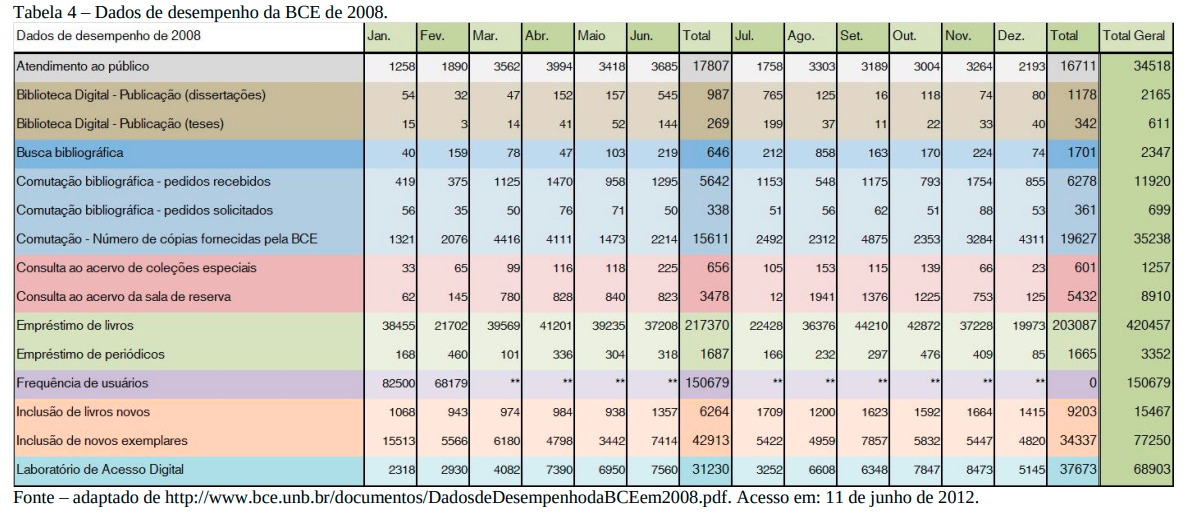 Tabela 4 – Dados de desempenho da BCE de 2008.
Dados de desempenho de 2008 Jan. Fev. Mar. Abr. Maio Jun. Total Jul. Ago. Set. Out. Nov. Dez. Total Total Geral
Atendimento ao público 1258 1890 3562 3994 3418 3685 17807 1758 3303 3189 3004 3264 2193 16711 34518
Biblioteca Digital - Publicação (dissertações) 54 32 47 152 157 545 987 765 125 16 118 74 80 1178 2165
Biblioteca Digital - Publicação (teses) 15 3 14 41 52 144 269 199 37 11 22 33 40 342 611
Busca bibliográfica 40 159 78 47 103 219 646 212 858 163 170 224 74 1701 2347
Comutação bibliográfica - pedidos recebidos 419 375 1125 1470 958 1295 5642 1153 548 1175 793 1754 855 6278 11920
Comutação bibliográfica - pedidos solicitados 56 35 50 76 71 50 338 51 56 62 51 88 53 361 699
Comutação - Número de cópias fornecidas pela BCE 1321 2076 4416 4111 1473 2214 15611 2492 2312 4875 2353 3284 4311 19627 35238
Consulta ao acervo de coleções especiais 33 65 99 116 118 225 656 105 153 115 139 66 23 601 1257
Consulta ao acervo da sala de reserva 62 145 780 828 840 823 3478 12 1941 1376 1225 753 125 5432 8910
Empréstimo de livros 38455 21702 39569 41201 39235 37208 217370 22428 36376 44210 42872 37228 19973 203087 420457
Empréstimo de periódicos 168 460 101 336 304 318 1687 166 232 297 476 409 85 1665 3352
Frequência de usuários 82500 68179 ** ** ** ** 150679 ** ** ** ** ** ** 0 150679
Inclusão de livros novos 1068 943 974 984 938 1357 6264 1709 1200 1623 1592 1664 1415 9203 15467
Inclusão de novos exemplares 15513 5566 6180 4798 3442 7414 42913 5422 4959 7857 5832 5447 4820 34337 77250
Laboratório de Acesso Digital 2318 2930 4082 7390 6950 7560 31230 3252 6608 6348 7847 8473 5145 37673 68903
Fonte – adaptado de http://www.bce.unb.br/documentos/DadosdeDesempenhodaBCEem2008.pdf. Acesso em: 11 de junho de 2012.